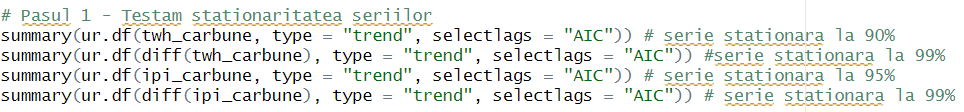 # Pasul 1 - Testam stationaritatea seriilor
summary(ur.df(twh_carbune, type = "trend", selectlags = "AIC")) # serie stationara la 90%
summary(ur.df(diff(twh_carbune), type = "trend", selectlags = "AIC")) #serie stationara la 99%
summary(ur.df(ipi_carbune, type = "trend", selectlags = "AIC")) # serie stationara la 95%
summary(ur.df(diff(ipi_carbune), type = "trend", selectlags = "AIC")) # serie stationara la 99%